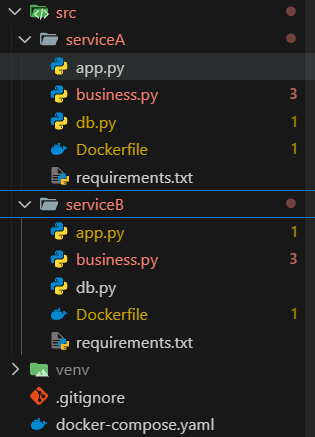 src
serviceA
app.py
business.py 3
db.py 1
Dockerfile 1
requirements.txt
serviceB
app.py 1
business.py 3
db.py
Dockerfile 1
requirements.txt
venv
.gitignore
docker-compose.yaml